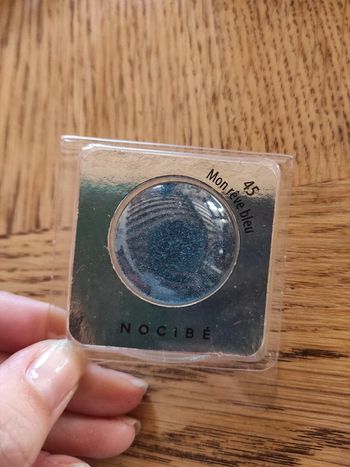 45
Mon rêve bleu
NOCIBÉ